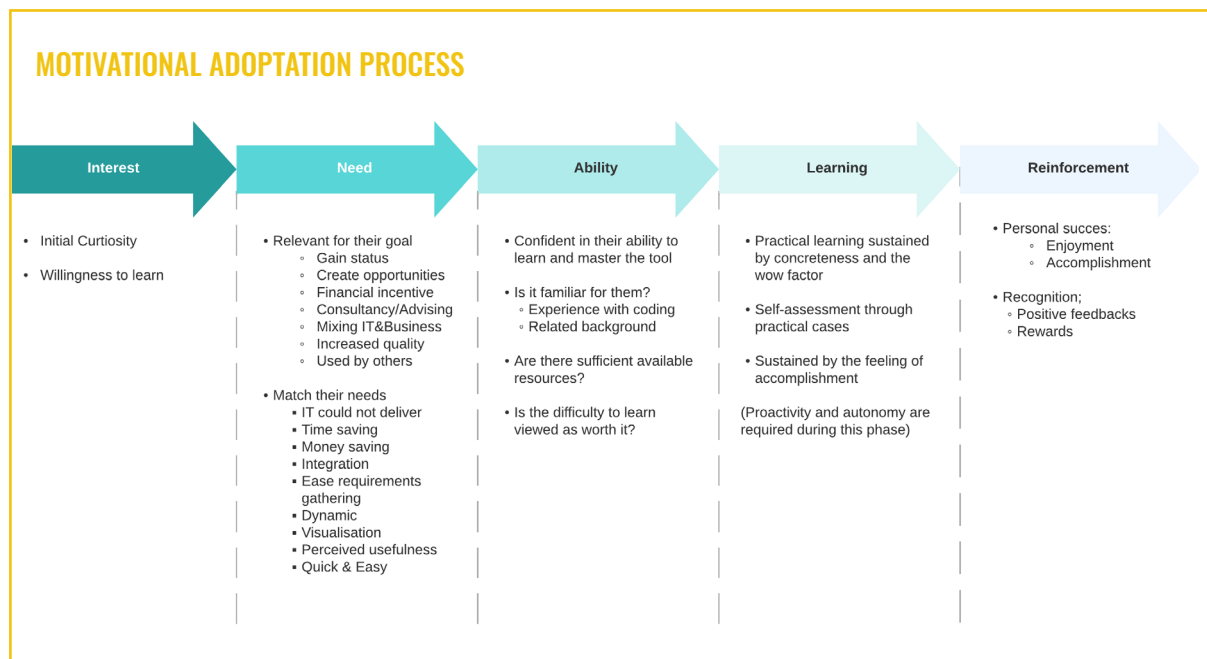 MOTIVATIONAL ADOPTATION PROCESS
Interest
• Initial Curtiosity
• Willingness to learn
Need
• Relevant for their goal
◦ Gain status
◦ Create opportunities
◦ Financial incentive
◦ Consultancy/Advising
◦ Mixing IT&Business
◦ Increased quality
◦ Used by others
• Match their needs
▪ IT could not deliver
▪ Time saving
▪ Money saving
▪ Integration
▪ Ease requirements
gathering
▪ Dynamic
▪ Visualisation
▪ Perceived usefulness
▪ Quick & Easy
Ability
• Confident in their ability to
learn and master the tool
• Is it familiar for them?
◦ Experience with coding
◦ Related background
• Are there sufficient available
resources?
• Is the difficulty to learn
viewed as worth it?
Learning
• Practical learning sustained
by concreteness and the
wow factor
• Self-assessment through
practical cases
• Sustained by the feeling of
accomplishment
(Proactivity and autonomy are
required during this phase)
Reinforcement
• Personal succes:
◦ Enjoyment
◦ Accomplishment
• Recognition;
◦ Positive feedbacks
◦ Rewards